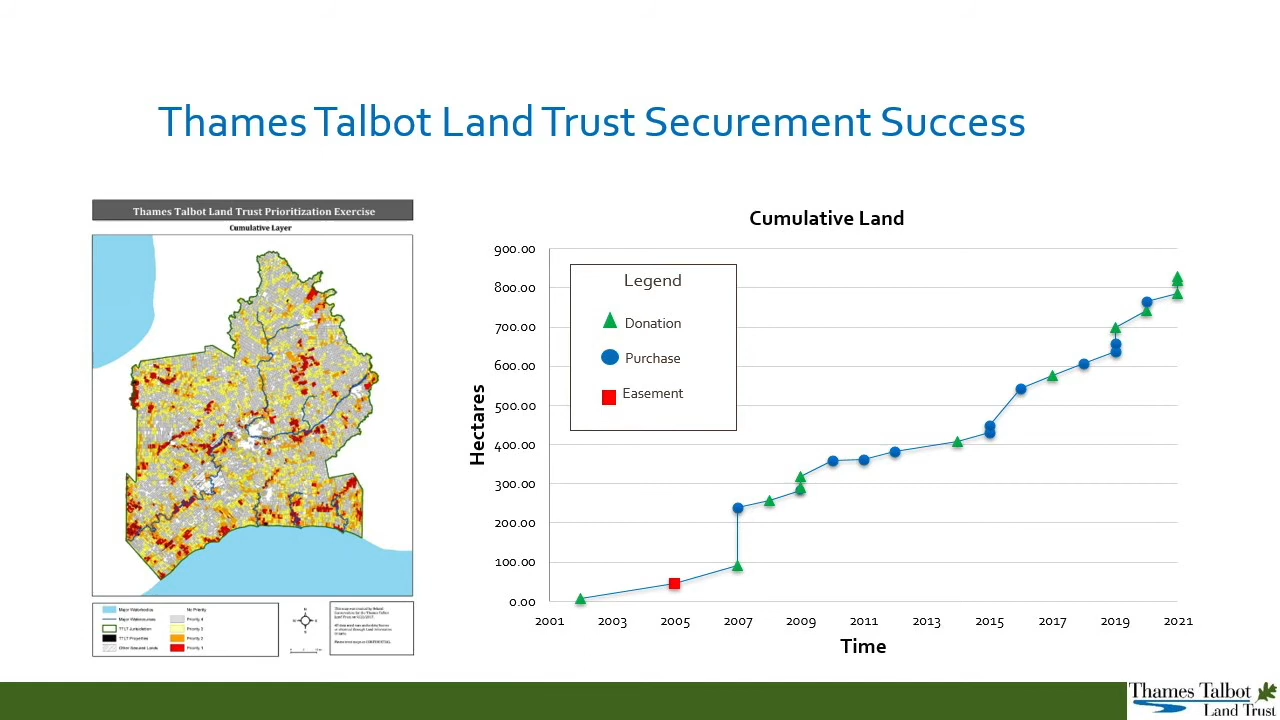 Thames Talbot Land Trust Securement Success
Thames Talbot Land Trust Prioritization Exercise
Cumulative Layer
Major Waterbodies
Major Watercourses
TTLT Jurisdiction
TTLT Properties
Other Secured Lands
No Priority
Priority 4
Priority 3
Priority 2
Priority 1
N
S
Cumulative Land
900.00
800.00
700.00
600.00
500.00
400.00
300.00
200.00
100.00
0.00
Hectares
Legend
Donation
Purchase
Easement
2001 2003 2005 2007 2009 2011 2013 2015 2017 2019 2021
Time
Thames Talbot
Land Trust